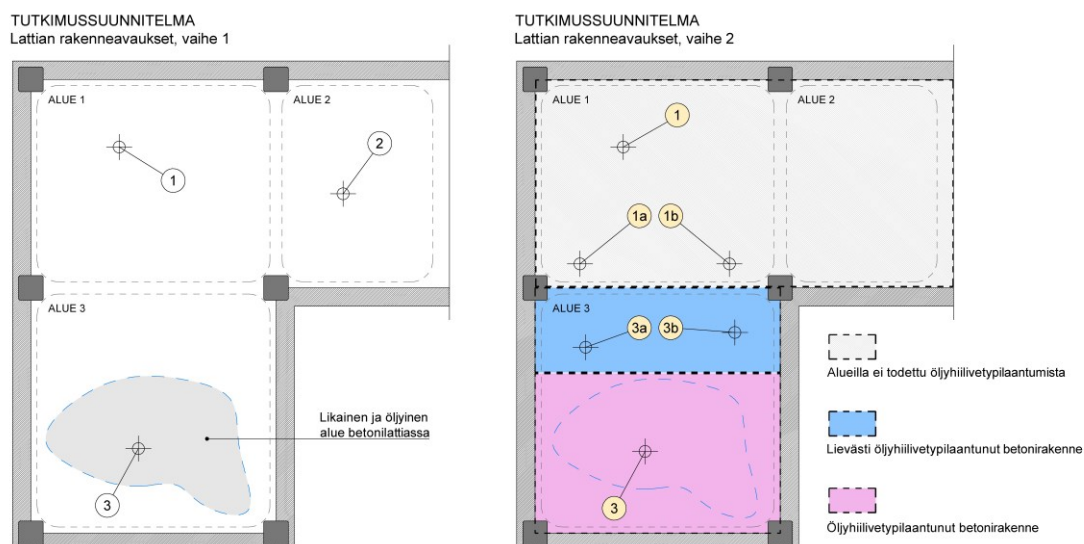 TUTKIMUSSUUNNITELMA
Lattian rakenneavaukset, vaihe 1
ALUE 1
ALUE 2
2
1
ALUE 3
Likainen ja öljyinen
alue betonilattiassa
3
TUTKIMUSSUUNNITELMA
Lattian rakenneavaukset, vaihe 2
ALUE 1
ALUE 2
1
1a
1b
ALUE 3
3a
3b
3
Alueilla ei todettu öljyhiilivetypilaantumista
Lievästi öljyhiilivetypilaantunut betonirakenne
Öljyhiilivetypilaantunut betonirakenne